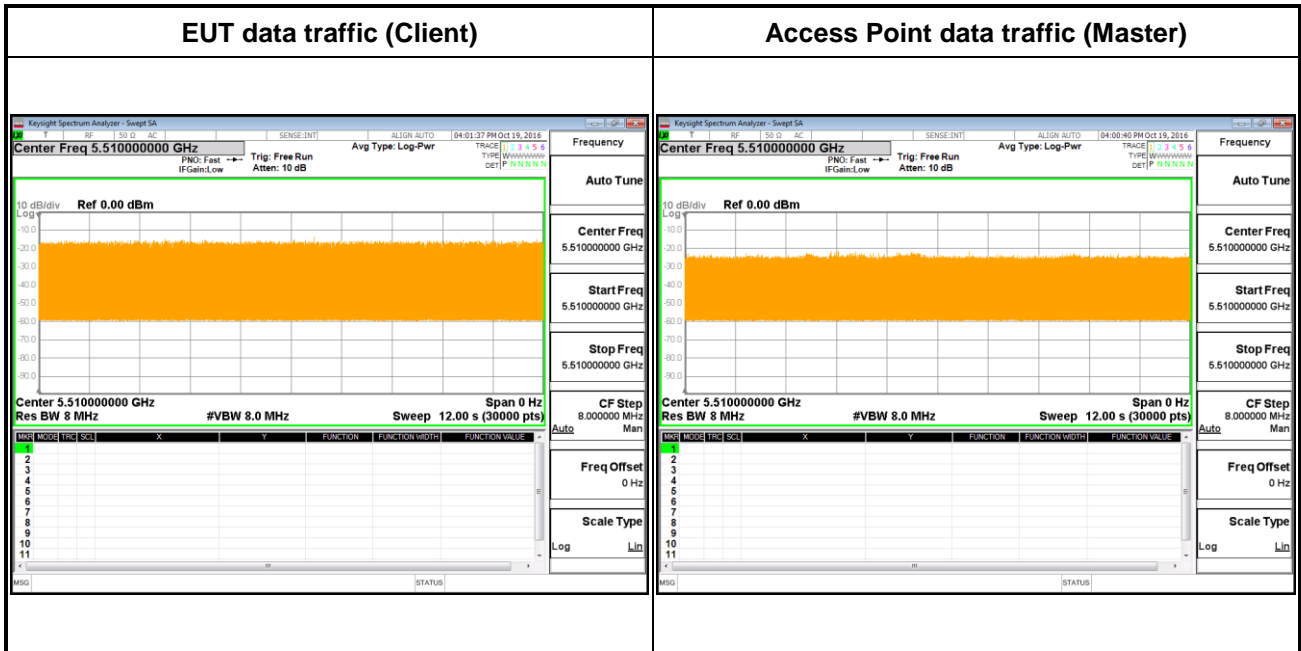 EUT data traffic (Client)
Access Point data traffic (Master)
Keysight Spectrum Analyzer - Swept SA
T RF 50 Ω AC SENSE:INT ALIGN AUTO 04:01:37 PM Oct 19, 2016
Center Freq 5.510000000 GHz
PNO: Fast
IFGain:Low
Trig: Free Run
Atten: 10 dB
Avg Type: Log-Pwr
TRACE 1 2 3 4 5 6
TYPE WWWWWW
DET P N N N N N
Frequency
Auto Tune
Center Freq
5.510000000 GHz
Start Freq
5.510000000 GHz
Stop Freq
5.510000000 GHz
CF Step
8.000000 MHz
Auto Man
Freq Offset
0 Hz
Scale Type
Log Lin
10 dB/div Ref 0.00 dBm
Log
-10.0
-20.0
-30.0
-40.0
-50.0
-60.0
-70.0
-80.0
-90.0
Center 5.510000000 GHz Span 0 Hz
Res BW 8 MHz #VBW 8.0 MHz Sweep 12.00 s (30000 pts)
MKR MODE TRC SCL X Y FUNCTION FUNCTION WIDTH FUNCTION VALUE
1
2
3
4
5
6
7
8
9
10
11
MSG STATUS
Keysight Spectrum Analyzer - Swept SA
T RF 50 Ω AC SENSE:INT ALIGN AUTO 04:00:40 PM Oct 19, 2016
Center Freq 5.510000000 GHz
PNO: Fast
IFGain:Low
Trig: Free Run
Atten: 10 dB
Avg Type: Log-Pwr
TRACE 1 2 3 4 5 6
TYPE WWWWWW
DET P N N N N N
Frequency
Auto Tune
Center Freq
5.510000000 GHz
Start Freq
5.510000000 GHz
Stop Freq
5.510000000 GHz
CF Step
8.000000 MHz
Auto Man
Freq Offset
0 Hz
Scale Type
Log Lin
10 dB/div Ref 0.00 dBm
Log
-10.0
-20.0
-30.0
-40.0
-50.0
-60.0
-70.0
-80.0
-90.0
Center 5.510000000 GHz Span 0 Hz
Res BW 8 MHz #VBW 8.0 MHz Sweep 12.00 s (30000 pts)
MKR MODE TRC SCL X Y FUNCTION FUNCTION WIDTH FUNCTION VALUE
1
2
3
4
5
6
7
8
9
10
11
MSG STATUS